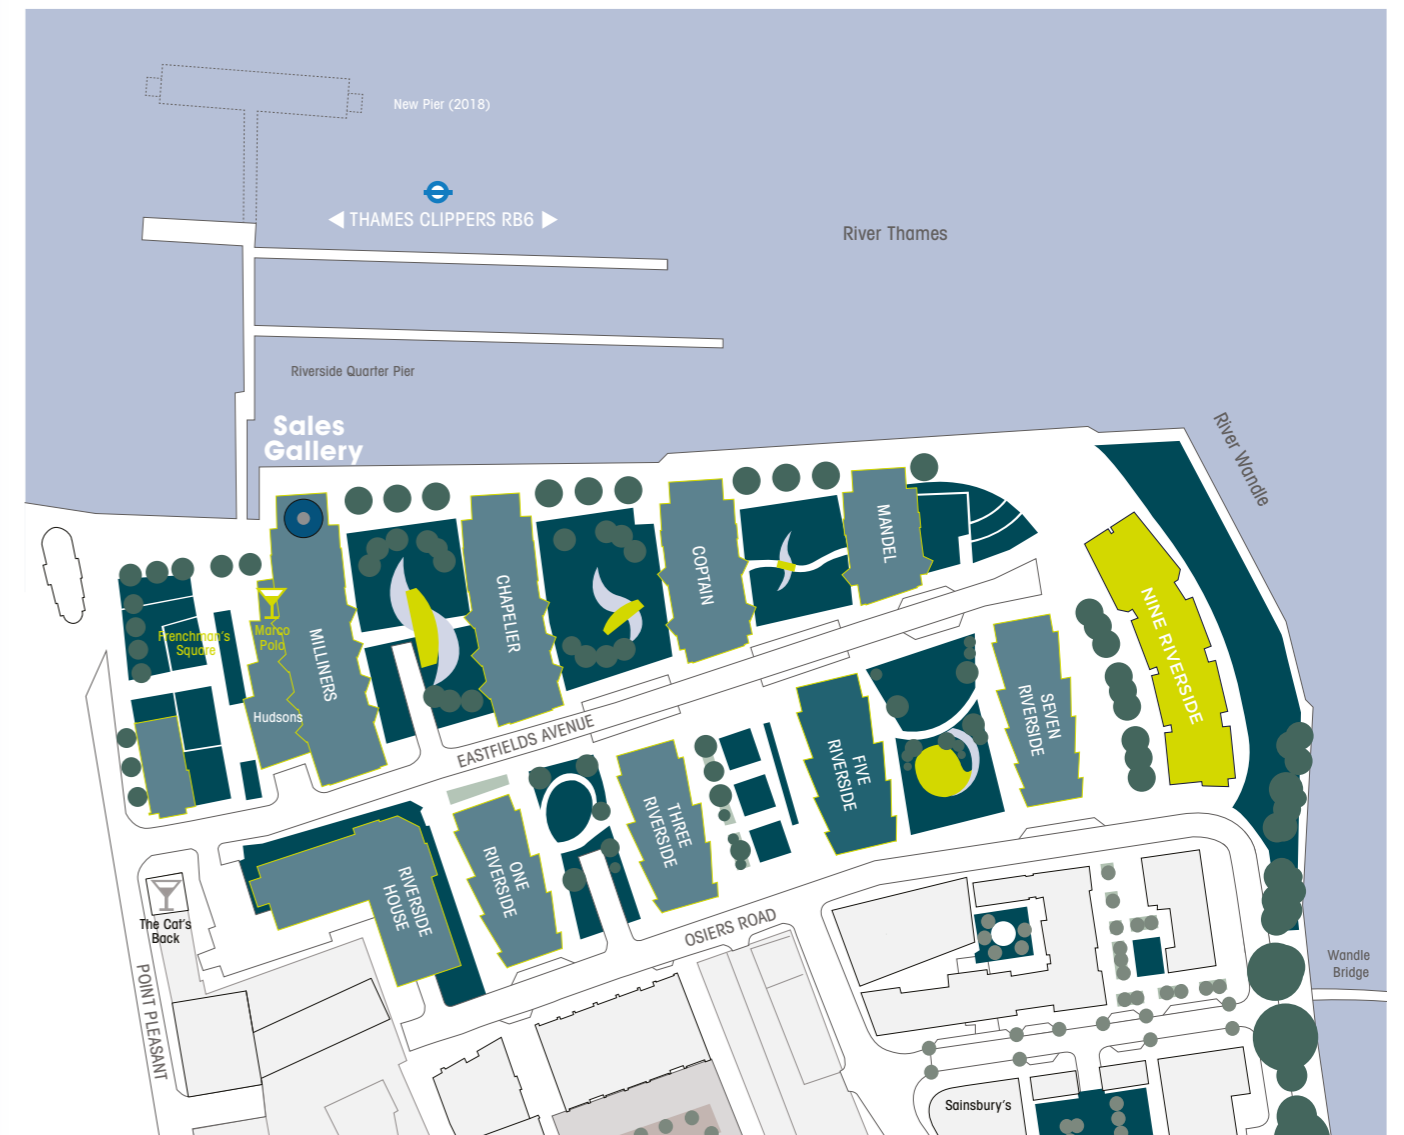 New Pier (2018)
THAMES CLIPPERS RB6
River Thames
Riverside Quarter Pier
Sales
Gallery
River Wandle
MANDEL
COPTAIN
CHAPELIER
MILLINERS
Marco
Polo
Frenchman's
Square
Hudsons
NINE RIVERSIDE
SEVEN
RIVERSIDE
FIVE
RIVERSIDE
EASTFIELDS AVENUE
THREE
RIVERSIDE
ONE
RIVERSIDE
RIVERSIDE
HOUSE
OSIERS ROAD
The Cat's
Back
POINT PLEASANT
Wandle
Bridge
Sainsbury's